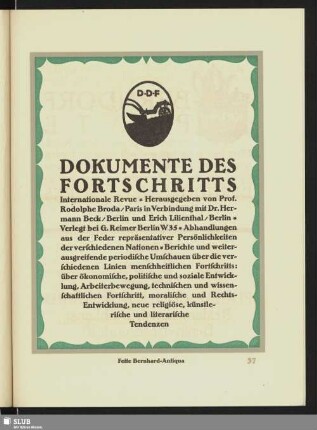 D·D·F
DOKUMENTE DES
FORTSCHRITTS
Internationale Revue * Herausgegeben von Prof.
Rodolphe Broda/Paris in Verbindung mit Dr. Her-
mann Beck/Berlin und Erich Lilienthal/Berlin *
Verlegt bei G. Reimer Berlin W35 * Abhandlungen
aus der Feder repräsentativer Persönlichkeiten
der verschiedenen Nationen * Berichte und weiter-
ausgreifende periodische Umschauen über die ver-
schiedenen Linien menschheitlichen Fortschritts:
über ökonomische, politische und soziale Entwick-
lung, Arbeiterbewegung, technischen und wissen-
schaftlichen Fortschritt, moralische und Rechts-
Entwicklung, neue religiöse, künstle-
rische und literarische
Tendenzen
Fette Bernhard-Antiqua
37
SLUB